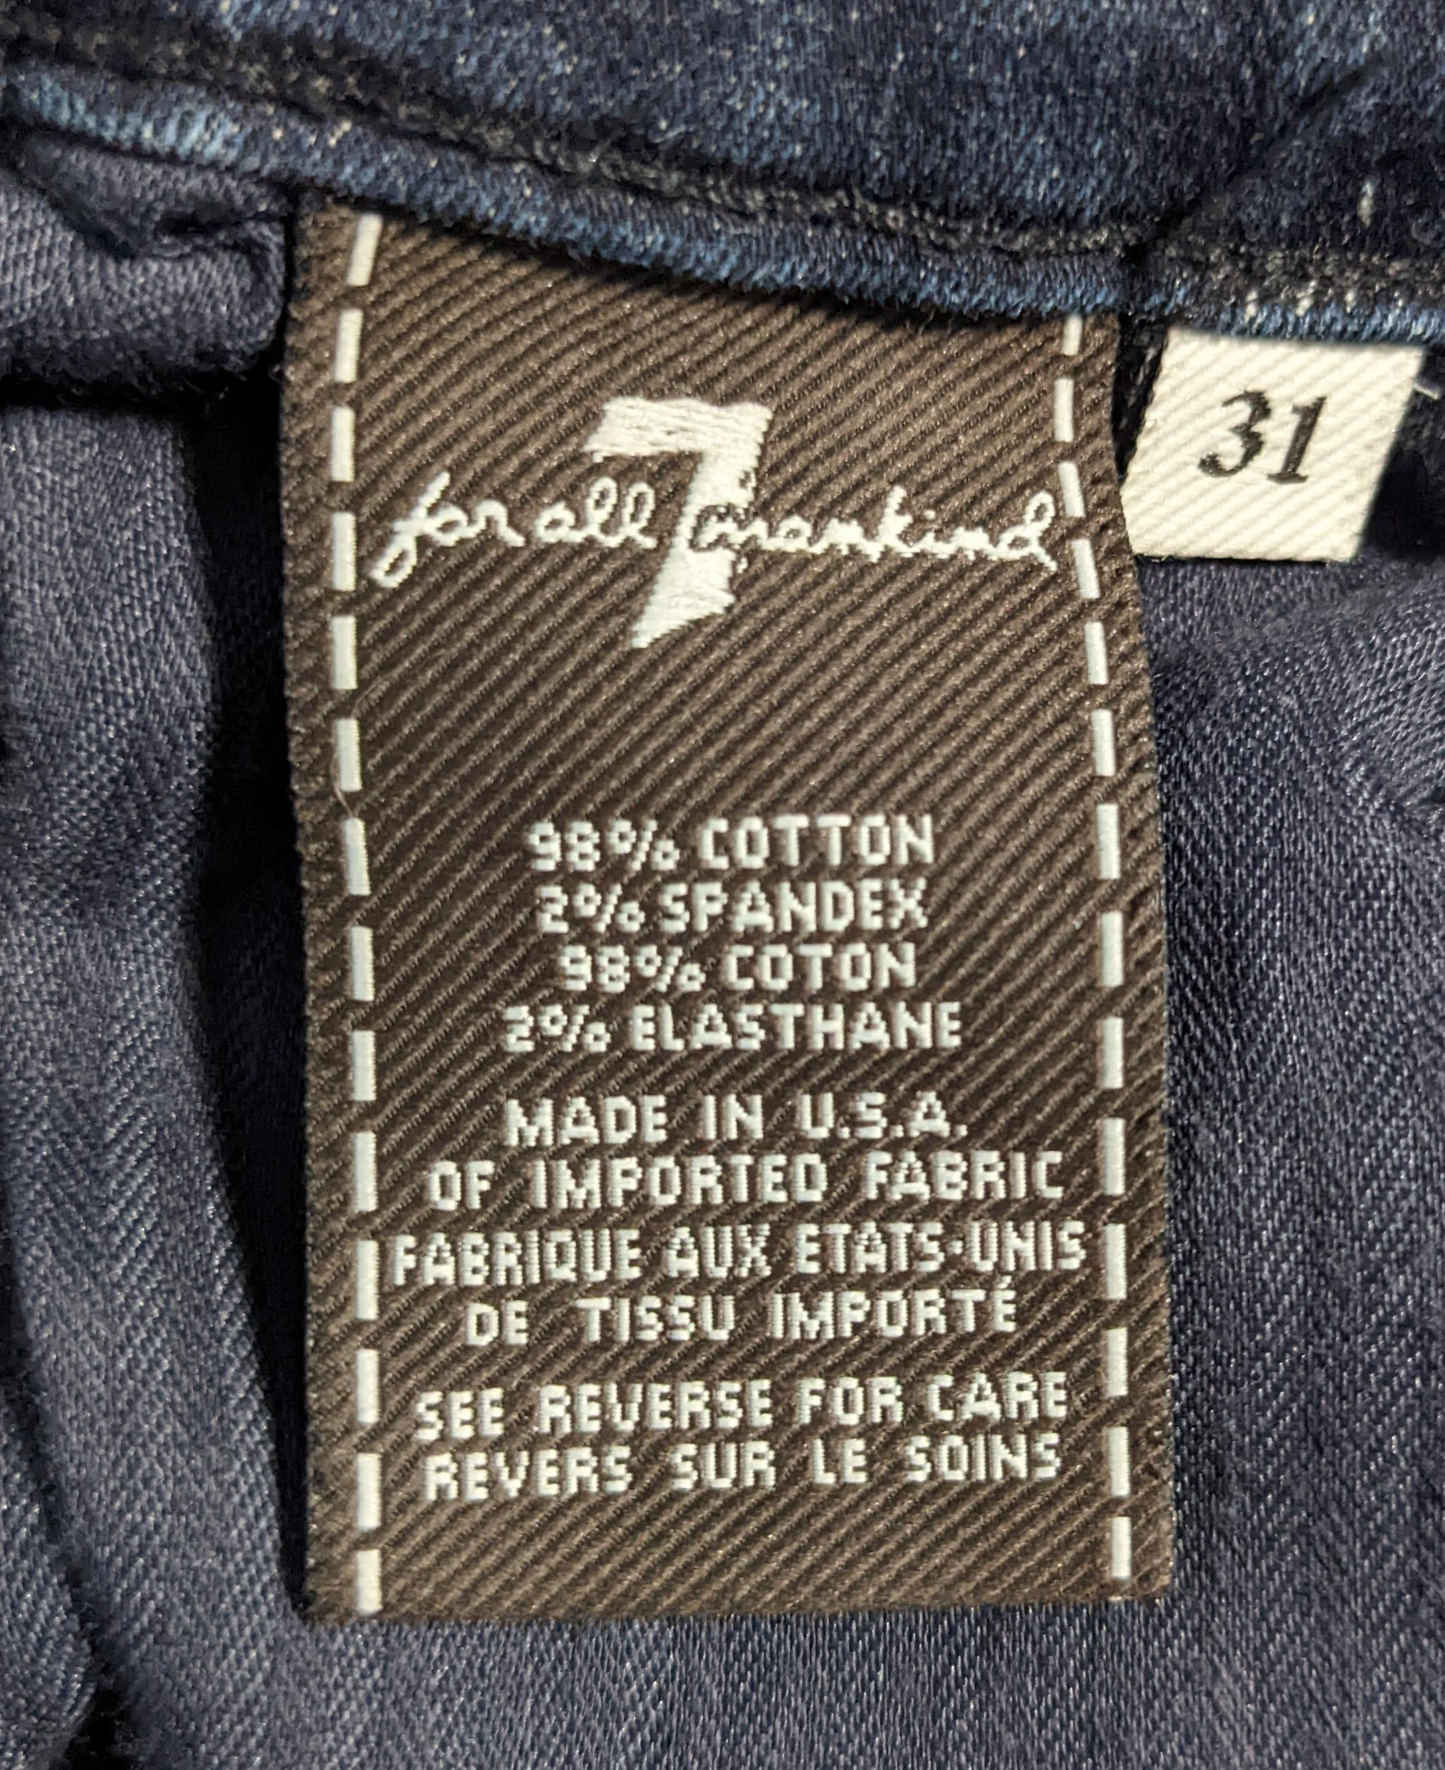 7
for all mankind
31
98% COTTON
2% SPANDEX
98% COTON
2% ELASTHANE
MADE IN U.S.A.
OF IMPORTED FABRIC
FABRIQUE AUX ETATS-UNIS
DE TISSU IMPORTÉ
SEE REVERSE FOR CARE
REVERS SUR LE SOINS